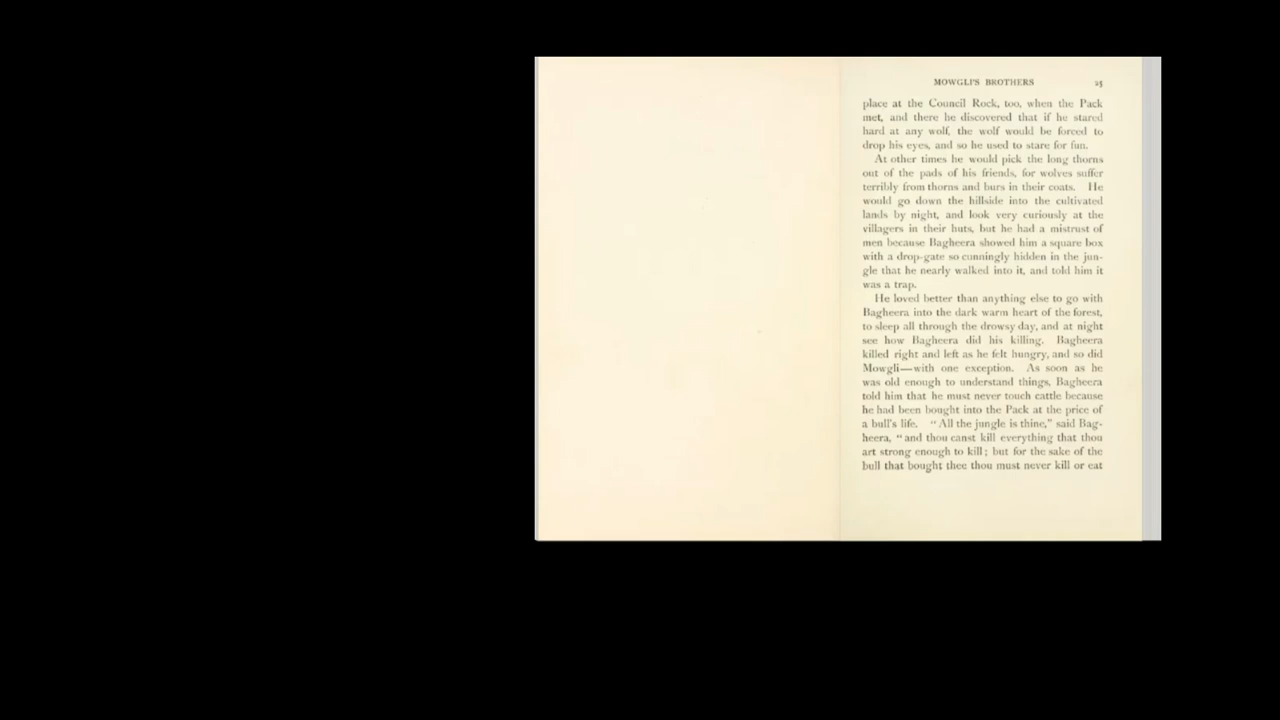 MOWGLI'S BROTHERS 25
place at the Council Rock, too, when the Pack
met, and there he discovered that if he stared
hard at any wolf, the wolf would be forced to
drop his eyes, and so he used to stare for fun.
At other times he would pick the long thorns
out of the pads of his friends, for wolves suffer
terribly from thorns and burs in their coats. He
would go down the hillside into the cultivated
lands by night, and look very curiously at the
villagers in their huts, but he had a mistrust of
men because Bagheera showed him a square box
with a drop-gate so cunningly hidden in the jun-
gle that he nearly walked into it, and told him it
was a trap.
He loved better than anything else to go with
Bagheera into the dark warm heart of the forest,
to sleep all through the drowsy day, and at night
see how Bagheera did his killing. Bagheera
killed right and left as he felt hungry, and so did
Mowgli—with one exception. As soon as he
was old enough to understand things, Bagheera
told him that he must never touch cattle because
he had been bought into the Pack at the price of
a bull's life. "All the jungle is thine," said Bag-
heera, "and thou canst kill everything that thou
art strong enough to kill; but for the sake of the
bull that bought thee thou must never kill or eat